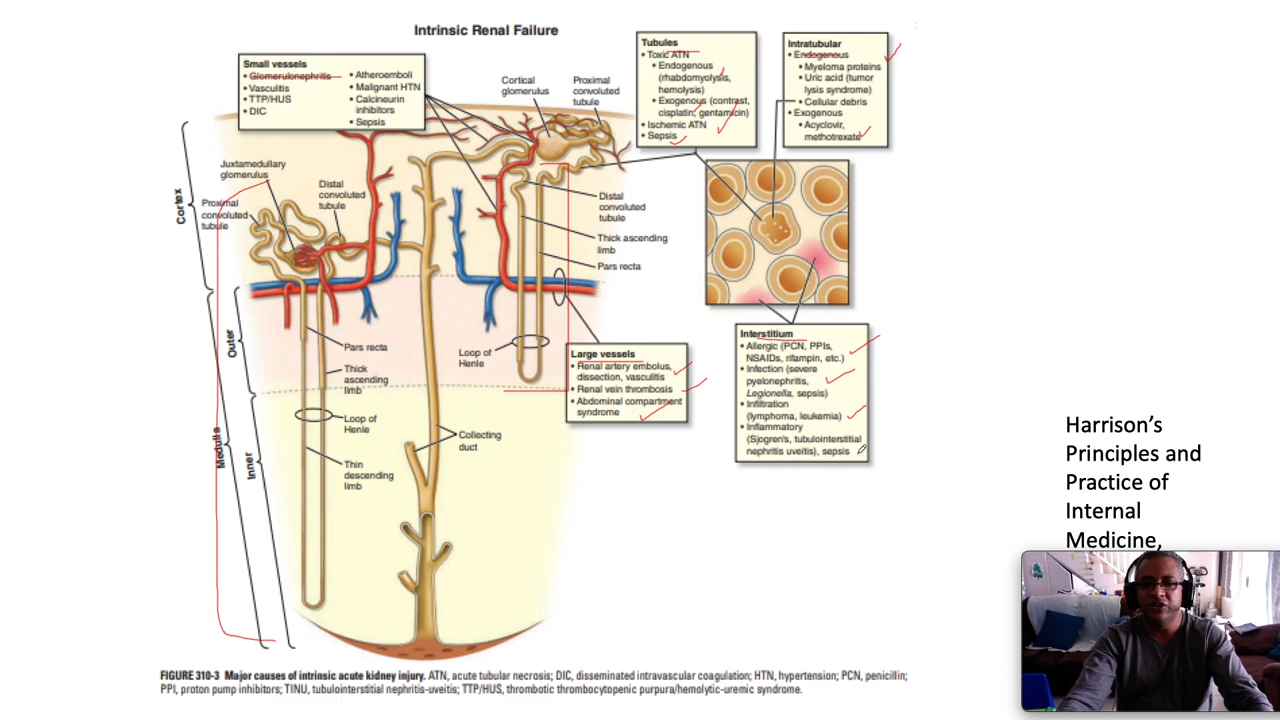 Intrinsic Renal Failure
Small vessels
• Glomerulonephritis
• Vasculitis
• TTP/HUS
• DIC
• Atheroemboli
• Malignant HTN
• Calcineurin
inhibitors
• Sepsis
Cortical
glomerulus
Proximal
convoluted
tubule
Tubules
• Toxic ATN
• Endogenous
(rhabdomyolysis,
hemolysis)
• Exogenous (contrast,
cisplatin, gentamicin)
• Ischemic ATN
• Sepsis
Intratubular
• Endogenous
• Myeloma proteins
• Uric acid (tumor
lysis syndrome)
• Cellular debris
• Exogenous
• Acyclovir,
methotrexate
Juxtamedullary
glomerulus
Proximal
convoluted
tubule
Distal
convoluted
tubule
Distal
convoluted
tubule
Thick ascending
limb
Pars recta
Cortex
Medulla
Outer
Inner
Pars recta
Thick
ascending
limb
Loop of
Henle
Thin
descending
limb
Loop of
Henle
Collecting
duct
Large vessels
• Renal artery embolus,
dissection, vasculitis
• Renal vein thrombosis
• Abdominal compartment
syndrome
Interstitium
• Allergic (PCN, PPIs,
NSAIDs, rifampin, etc.)
• Infection (severe
pyelonephritis,
Legionella, sepsis)
• Infiltration
(lymphoma, leukemia)
• Inflammatory
(Sjogren's, tubulointerstitial
nephritis uveitis), sepsis
Harrison's
Principles and
Practice of
Internal
Medicine,
FIGURE 310-3 Major causes of intrinsic acute kidney injury. ATN, acute tubular necrosis; DIC, disseminated intravascular coagulation; HTN, hypertension; PCN, penicillin;
PPI, proton pump inhibitors; TINU, tubulointerstitial nephritis-uveitis; TTP/HUS, thrombotic thrombocytopenic purpura/hemolytic-uremic syndrome.